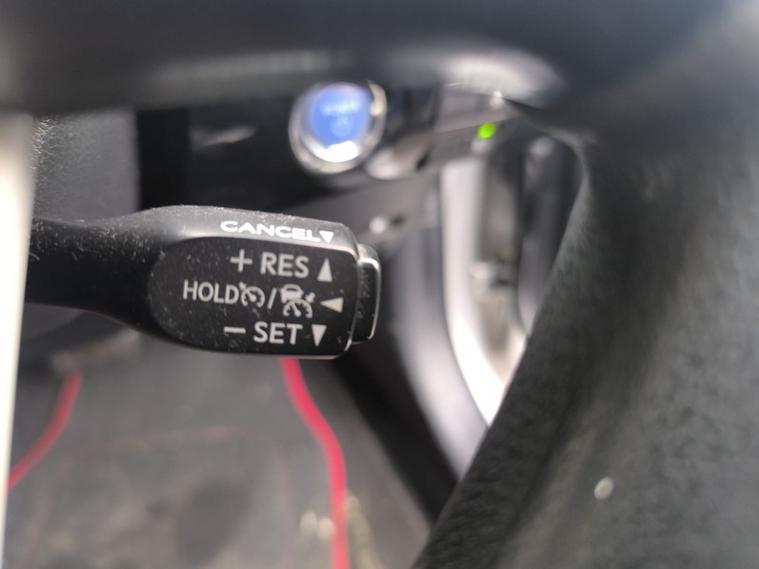 CANCEL▼
+ RES ▲
HOLD / ◄
− SET ▼